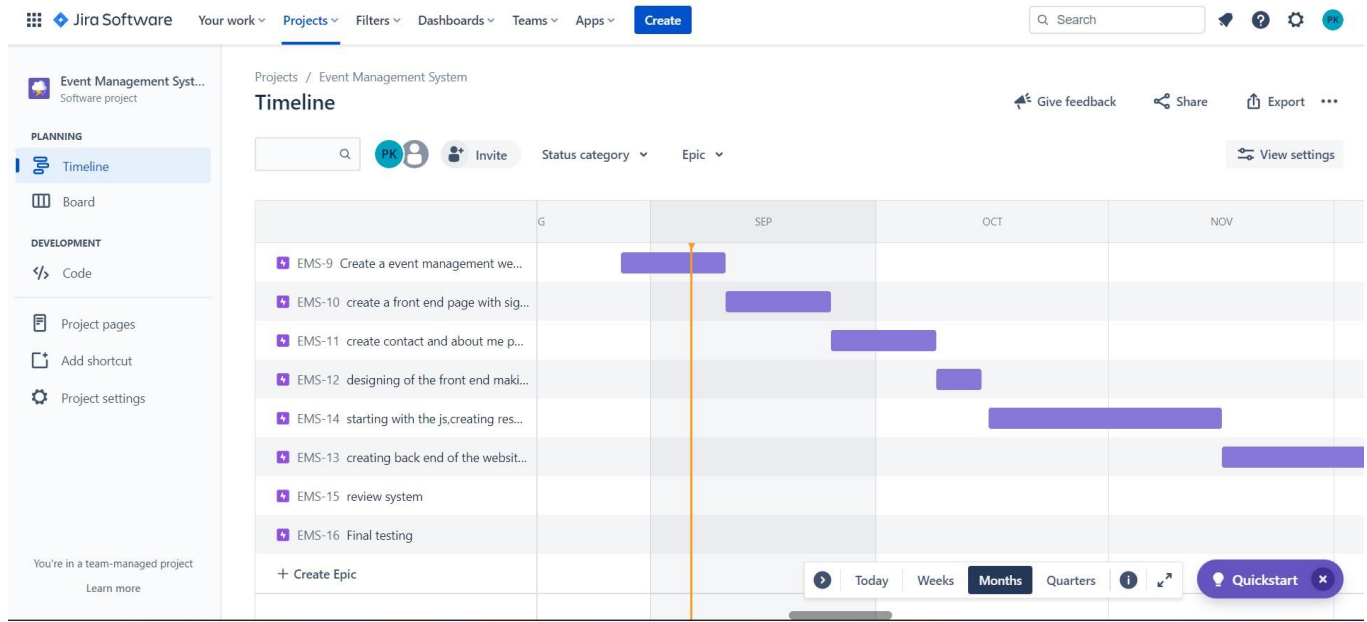 Jira Software Your work Projects Filters Dashboards Teams Apps Create Search PK
Event Management Syst...
Software project
PLANNING
Timeline
Board
DEVELOPMENT
Code
Project pages
Add shortcut
Project settings
You're in a team-managed project
Learn more
Projects / Event Management System
Timeline
Give feedback Share Export
PK Invite Status category Epic View settings
G SEP OCT NOV
EMS-9 Create a event management we...
EMS-10 create a front end page with sig...
EMS-11 create contact and about me p...
EMS-12 designing of the front end maki...
EMS-14 starting with the js,creating res...
EMS-13 creating back end of the websit...
EMS-15 review system
EMS-16 Final testing
+ Create Epic
Today Weeks Months Quarters Quickstart